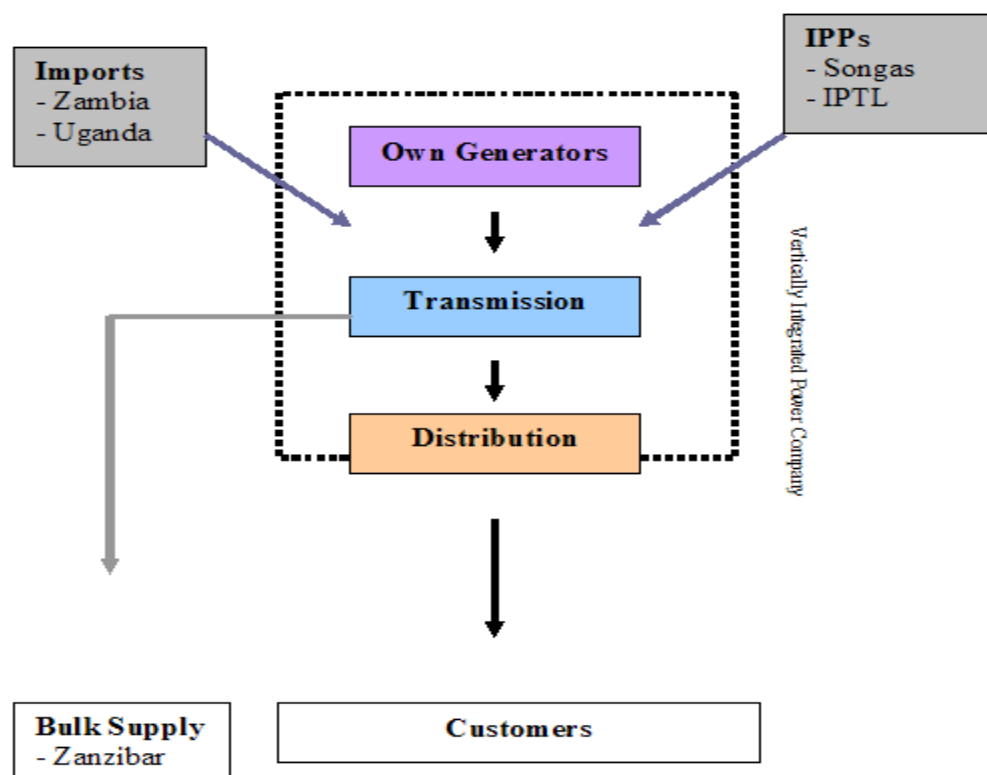 Imports
- Zambia
- Uganda
IPPs
- Songas
- IPTL
Own Generators
Transmission
Distribution
Vertically Integrated Power Company
Bulk Supply
- Zanzibar
Customers